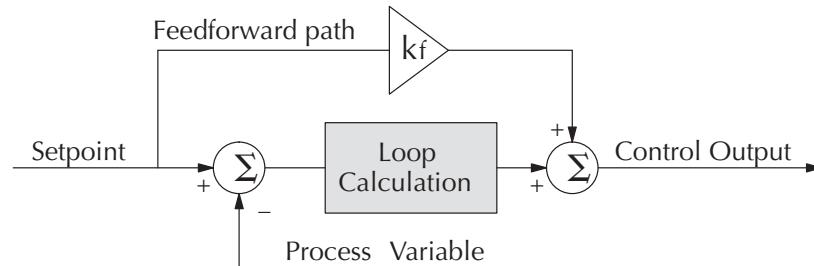 Feedforward path
kf
+
Setpoint
Σ
Loop
Calculation
Σ
Control Output
+
+
−
Process Variable